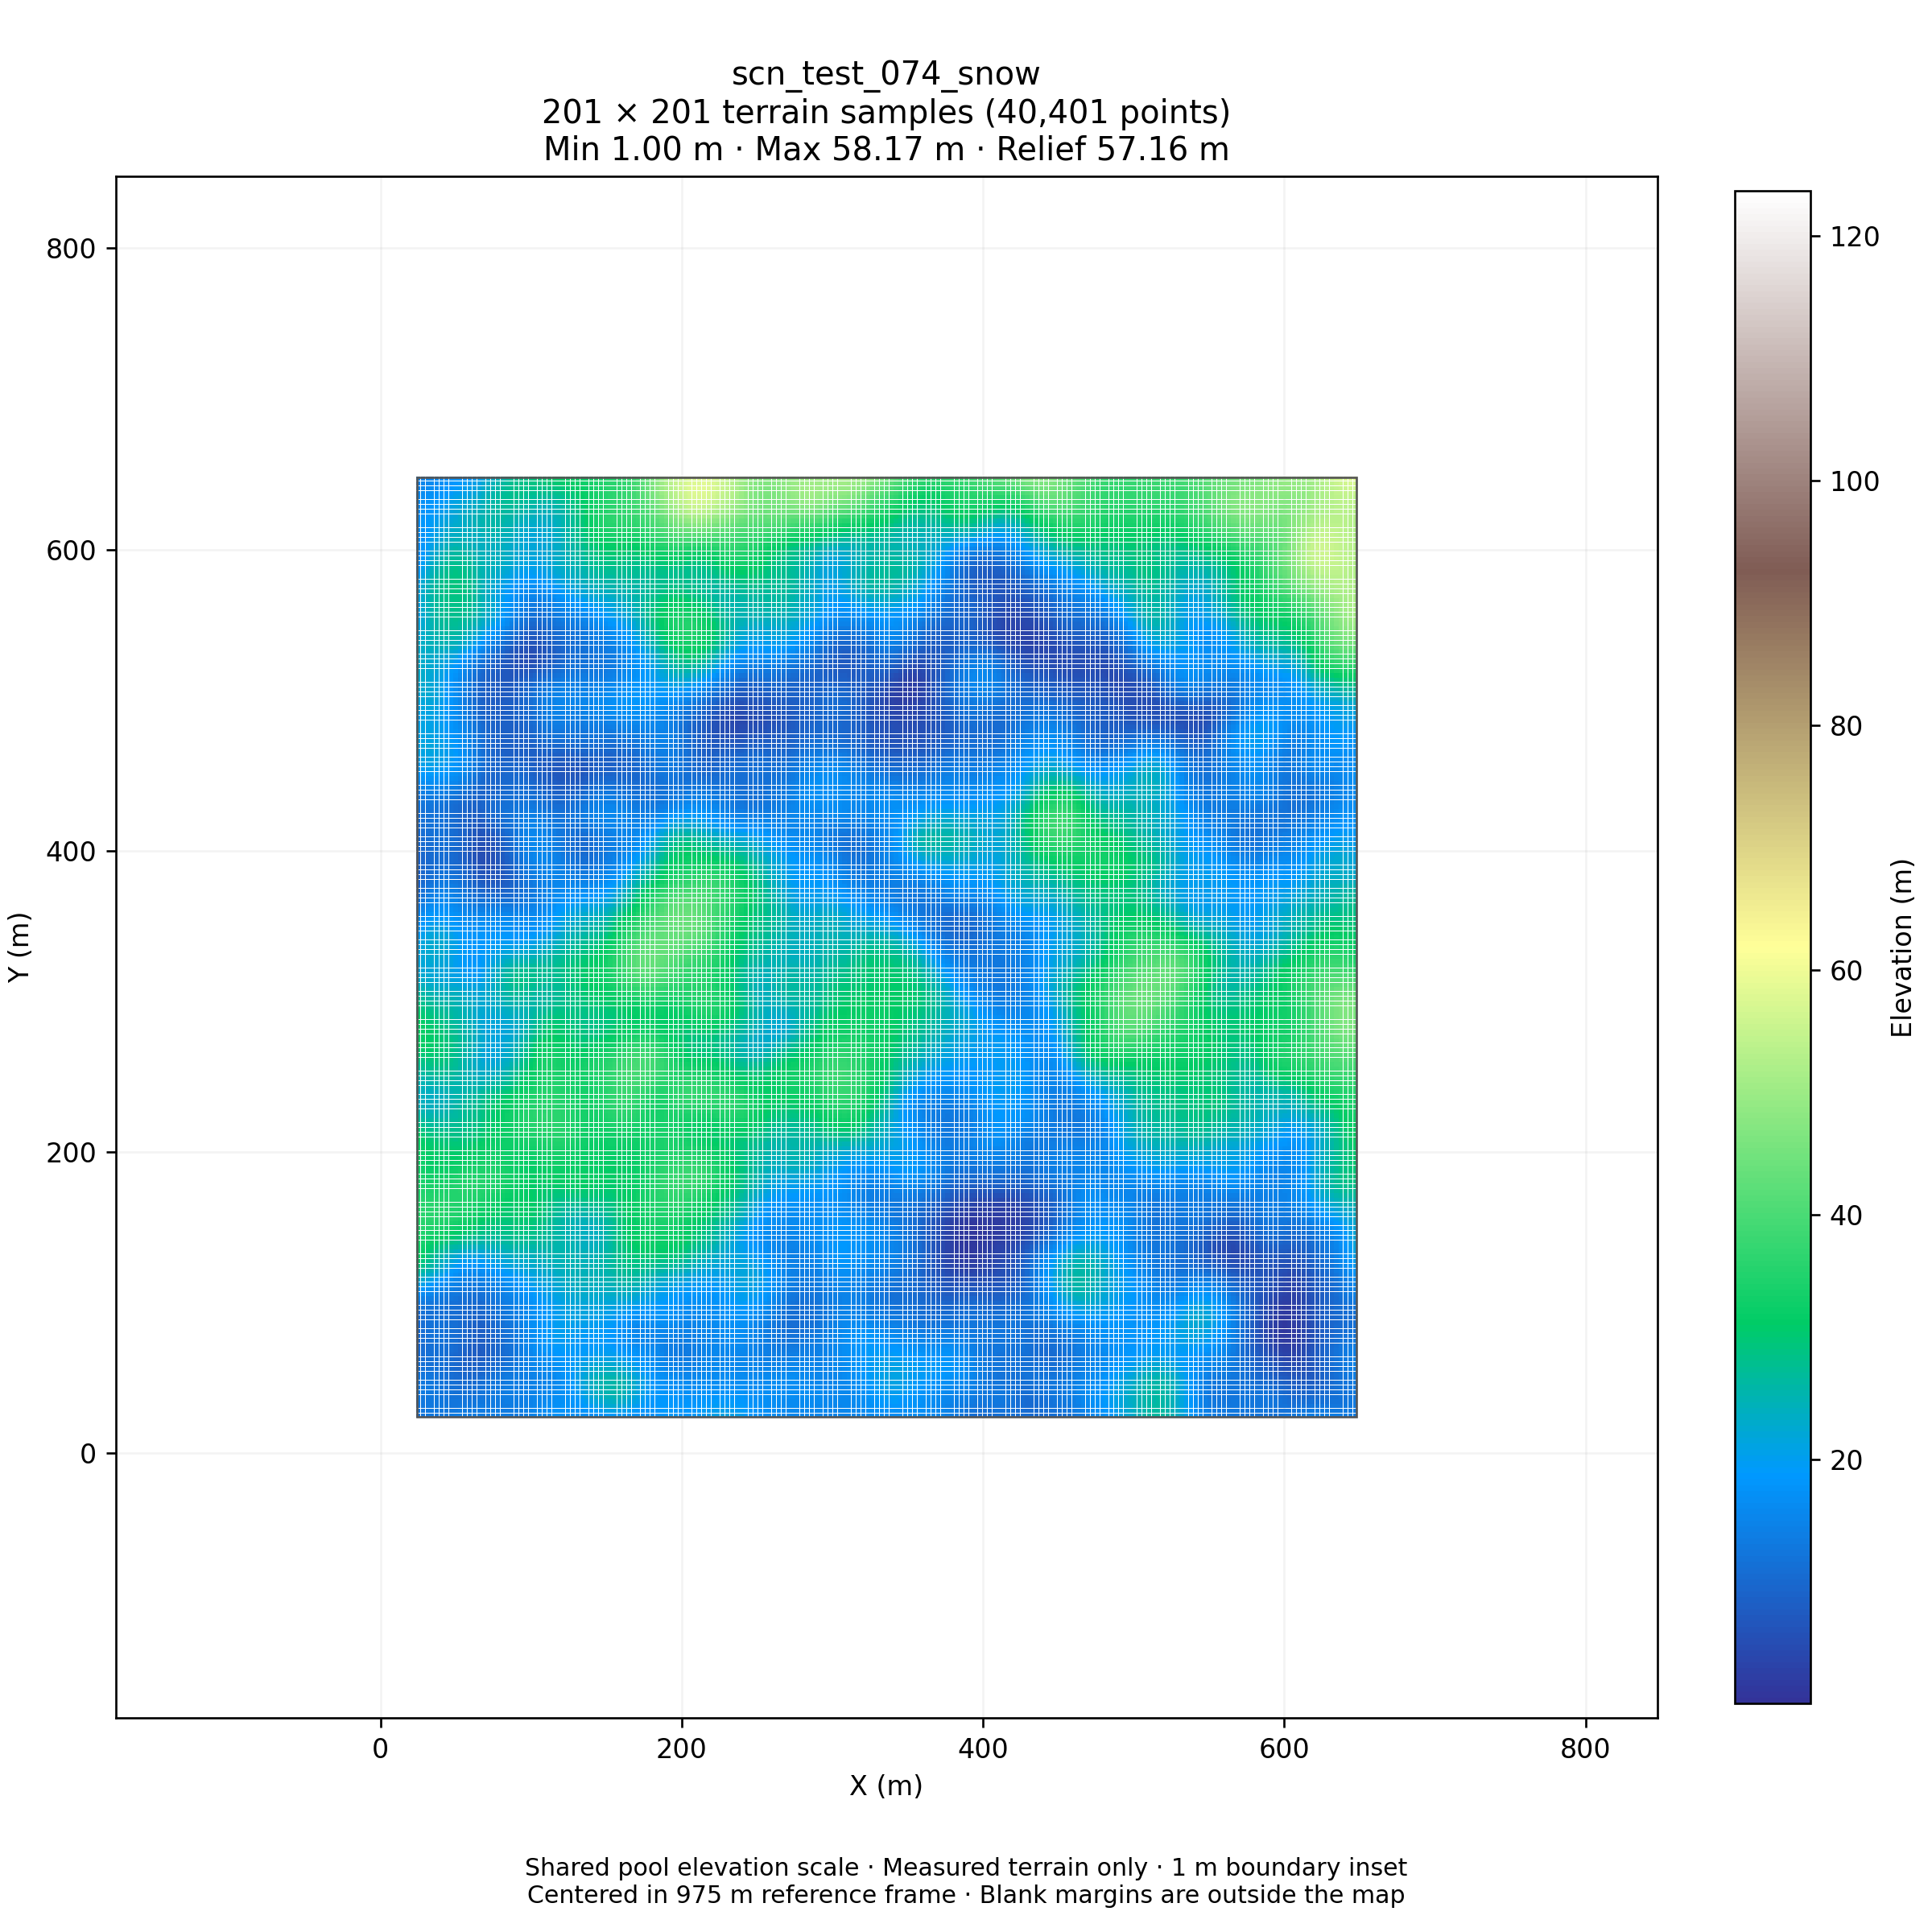 scn_test_074_snow
201 × 201 terrain samples (40,401 points)
Min 1.00 m · Max 58.17 m · Relief 57.16 m
800
600
400
200
0
Y (m)
0
200
400
600
800
X (m)
120
100
80
60
40
20
Elevation (m)
Shared pool elevation scale · Measured terrain only · 1 m boundary inset
Centered in 975 m reference frame · Blank margins are outside the map